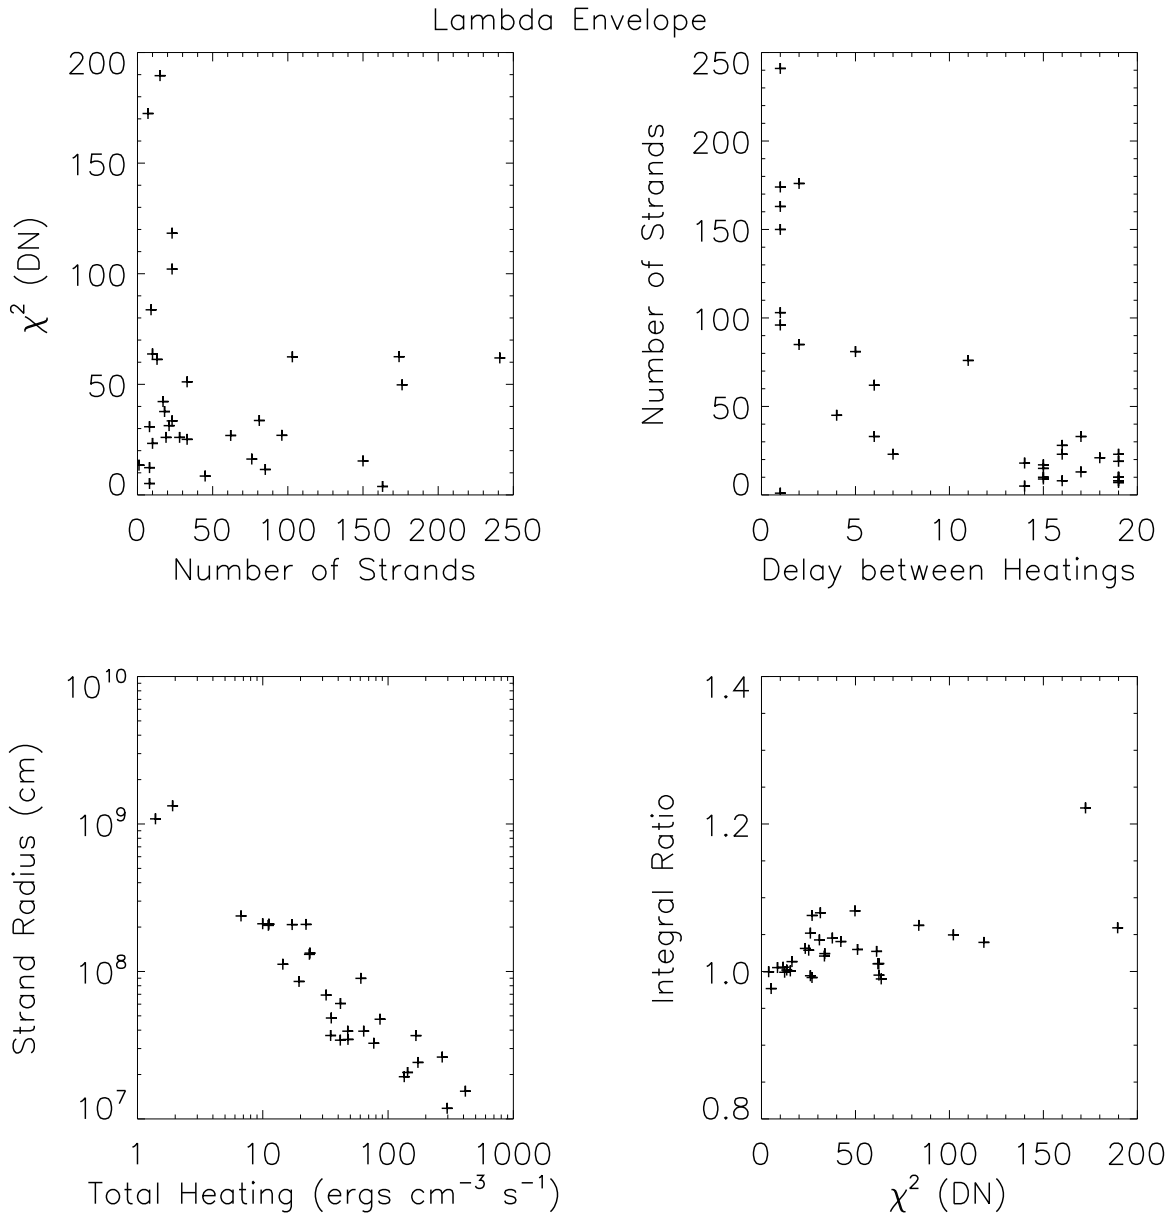 Lambda Envelope
200
150
100
50
0
χ² (DN)
0 50 100 150 200 250
Number of Strands
250
200
150
100
50
0
Number of Strands
0 5 10 15 20
Delay between Heatings
10¹⁰
10⁹
10⁸
10⁷
Strand Radius (cm)
1 10 100 1000
Total Heating (ergs cm⁻³ s⁻¹)
1.4
1.2
1.0
0.8
Integral Ratio
0 50 100 150 200
χ² (DN)